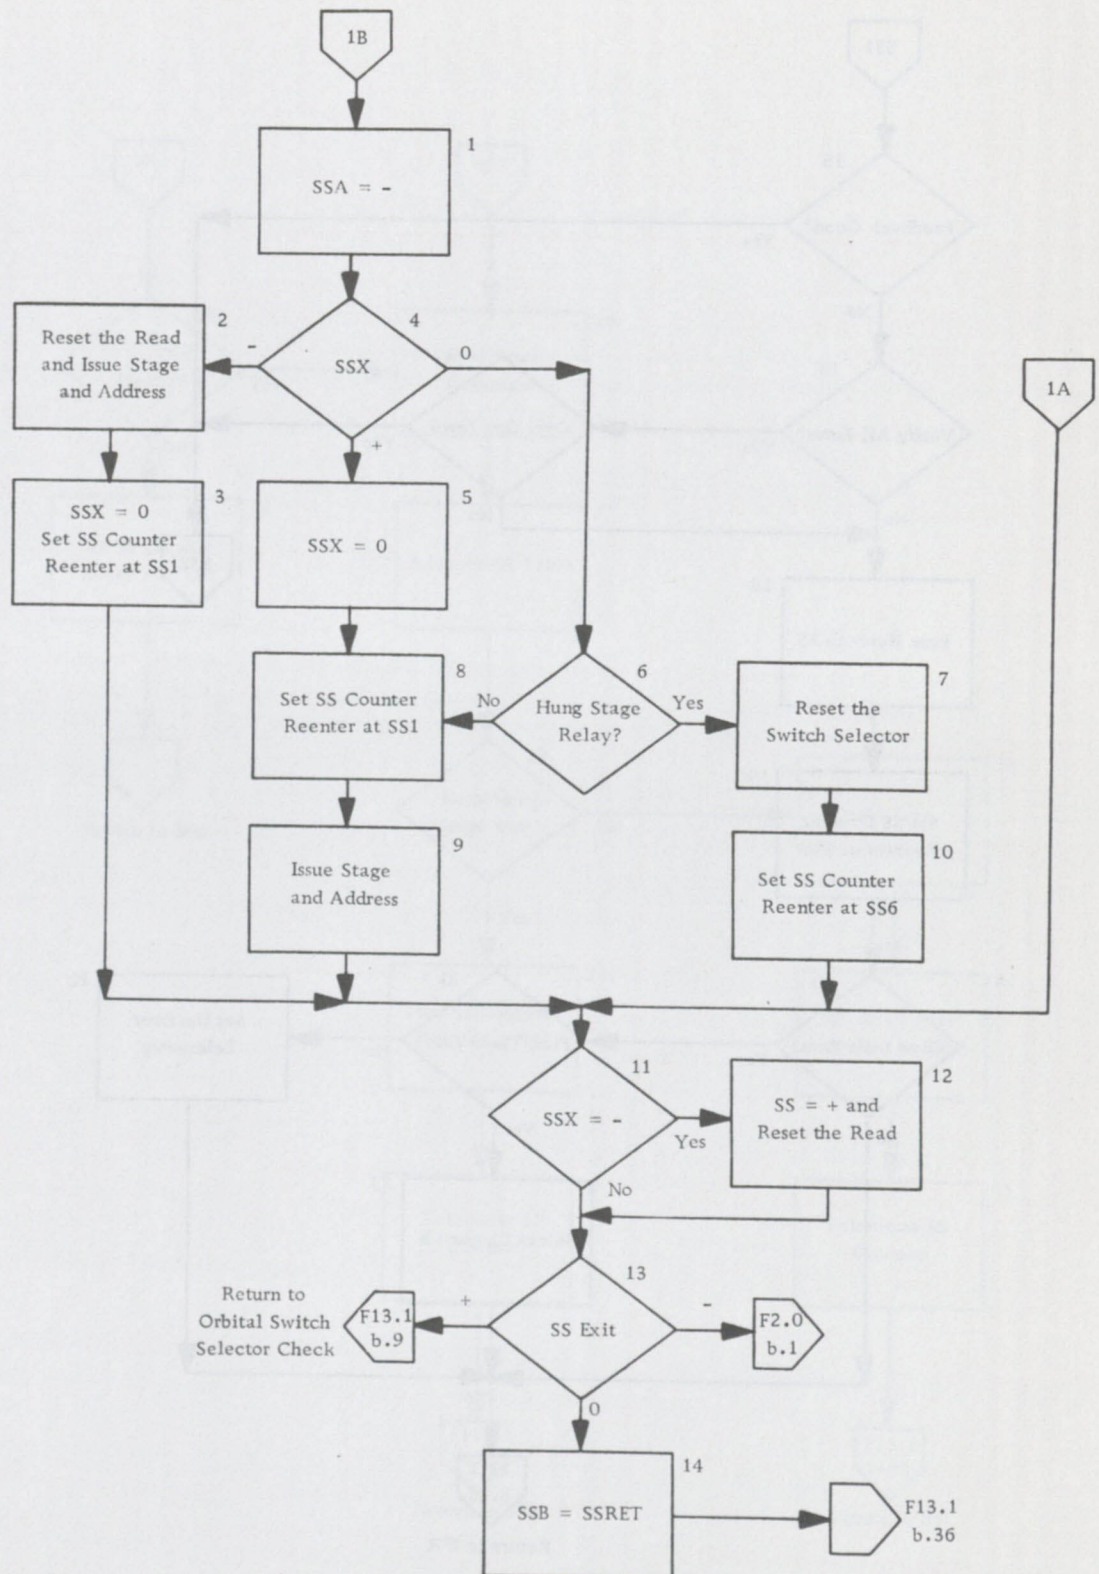 1B
1
SSA = -
2
Reset the Read
and Issue Stage
and Address
-
4
SSX
0
+
1A
3
SSX = 0
Set SS Counter
Reenter at SS1
5
SSX = 0
8
Set SS Counter
Reenter at SS1
No
6
Hung Stage
Relay?
Yes
7
Reset the
Switch Selector
9
Issue Stage
and Address
10
Set SS Counter
Reenter at SS6
11
SSX = -
Yes
No
12
SS = + and
Reset the Read
Return to
Orbital Switch
Selector Check
F13.1
b.9
+
13
SS Exit
-
F2.0
b.1
0
14
SSB = SSRET
F13.1
b.36